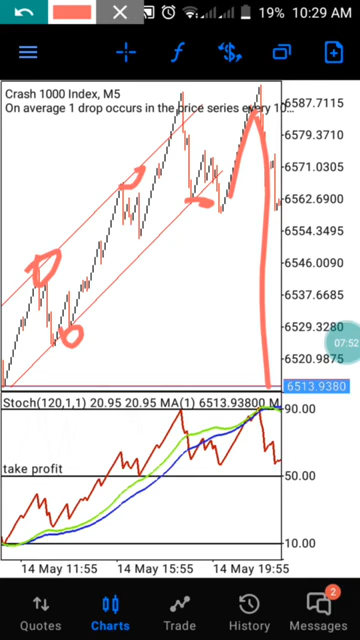 19% 10:29 AM
Crash 1000 Index, M5
On average 1 drop occurs in the price series every 10...
6587.7115
6579.3710
6571.0305
6562.6900
6554.3495
6546.0090
6537.6685
6529.3280
07:52
6520.9875
6513.9380
Stoch(120,1,1) 20.95 20.95 MA(1) 6513.93800 M
90.00
take profit
50.00
10.00
14 May 11:55 14 May 15:55 14 May 19:55
2
Quotes Charts Trade History Messages